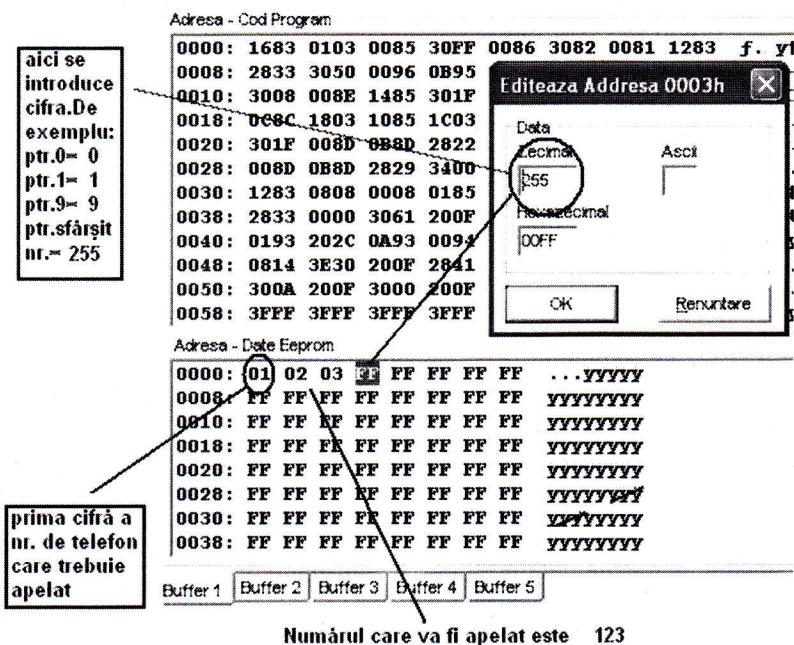 Adresa - Cod Program
0000: 1683 0103 0085 30FF 0086 3082 0081 1283
0008: 2833 3050 0096 0B95
0010: 3008 008E 1485 301F
0018: 0C8C 1803 1085 1C03
0020: 301F 008D 0B8D 2822
0028: 008D 0B8D 2829 3400
0030: 1283 0808 0008 0185
0038: 2833 0000 3061 200F
0040: 0193 202C 0A93 0094
0048: 0814 3E30 200F 2841
0050: 300A 200F 3000 200F
0058: 3FFF 3FFF 3FFF 3FFF
aici se
introduce
cifra.De
exemplu:
ptr.0= 0
ptr.1= 1
ptr.9= 9
ptr.sfârşit
nr.= 255
Editeaza Addresa 0003h
Data
Zecimal Ascii
255
Hexazecimal
00FF
OK Renuntare
Adresa - Date Eeprom
0000: 01 02 03 FF FF FF FF FF ...yyyyy
0008: FF FF FF FF FF FF FF FF yyyyyyyy
0010: FF FF FF FF FF FF FF FF yyyyyyyy
0018: FF FF FF FF FF FF FF FF yyyyyyyy
0020: FF FF FF FF FF FF FF FF yyyyyyyy
0028: FF FF FF FF FF FF FF FF yyyyyyyy
0030: FF FF FF FF FF FF FF FF yyyyyyyy
0038: FF FF FF FF FF FF FF FF yyyyyyyy
prima cifră a
nr. de telefon
care trebuie
apelat
Buffer 1 Buffer 2 Buffer 3 Buffer 4 Buffer 5
Numărul care va fi apelat este 123